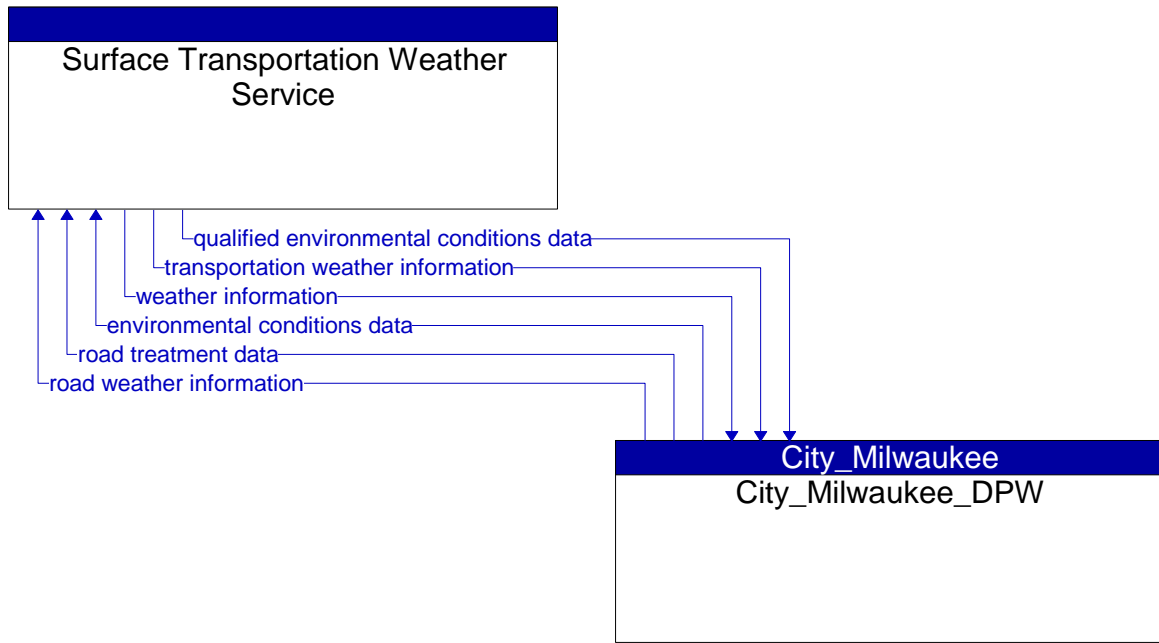 Surface Transportation Weather
Service
qualified environmental conditions data
transportation weather information
weather information
environmental conditions data
road treatment data
road weather information
City_Milwaukee
City_Milwaukee_DPW